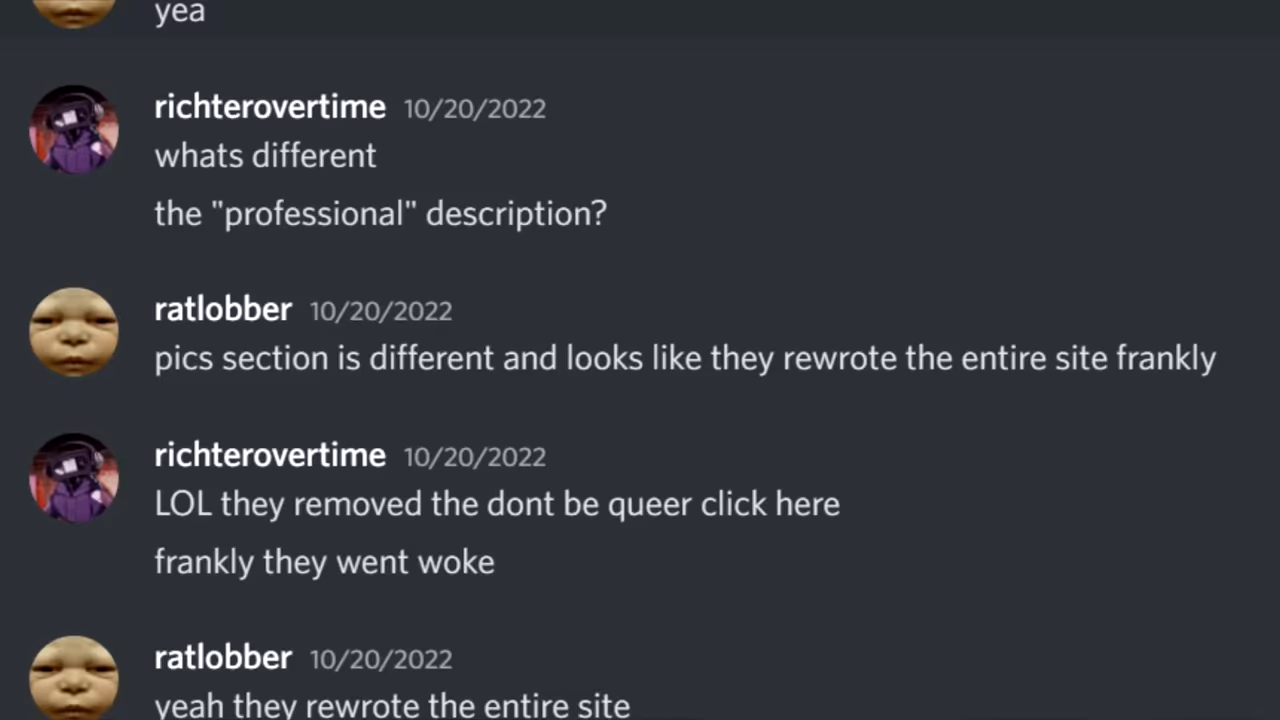 yea
richterovertime 10/20/2022
whats different
the "professional" description?
ratlobber 10/20/2022
pics section is different and looks like they rewrote the entire site frankly
richterovertime 10/20/2022
LOL they removed the dont be queer click here
frankly they went woke
ratlobber 10/20/2022
yeah they rewrote the entire site